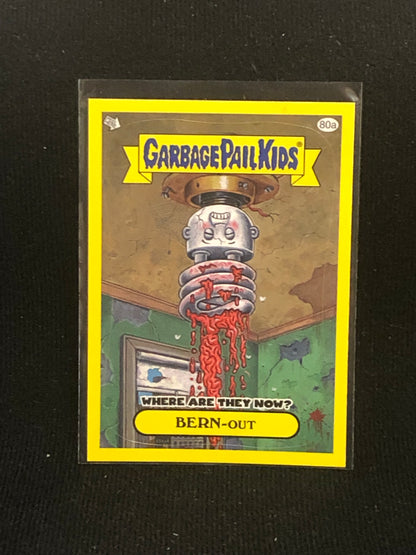 80a
GARBAGE PAIL KIDS®
WHERE ARE THEY NOW?
BERN-OUT